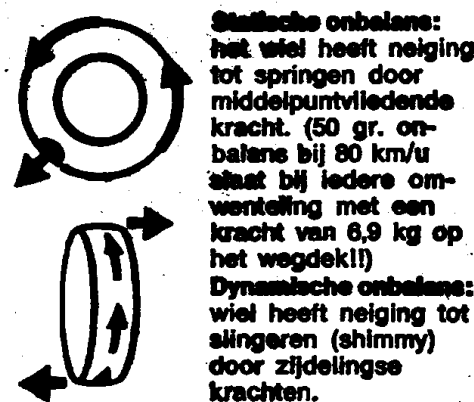 Statische onbalans:
het wiel heeft neiging
tot springen door
middelpuntvliedende
kracht. (50 gr. on-
balans bij 80 km/u
slaat bij iedere om-
wenteling met een
kracht van 6,9 kg op
het wegdek!!)
Dynamische onbalans:
wiel heeft neiging tot
slingeren (shimmy)
door zijdelingse
krachten.